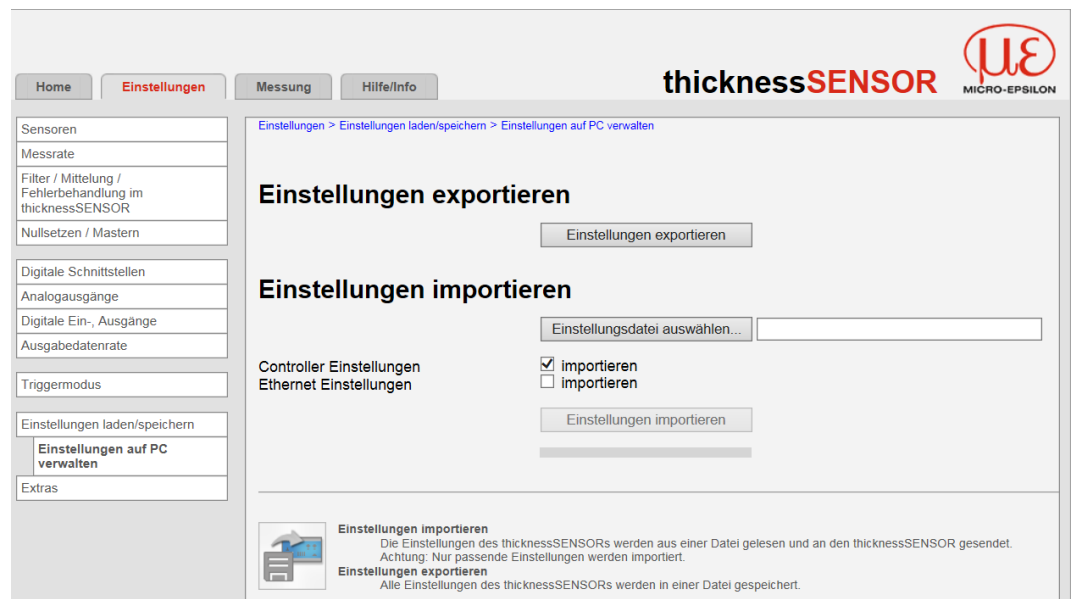 Home
Einstellungen
Messung
Hilfe/Info
thicknessSENSOR
με
MICRO-EPSILON
Sensoren
Messrate
Filter / Mittelung /
Fehlerbehandlung im
thicknessSENSOR
Nullsetzen / Mastern
Digitale Schnittstellen
Analogausgänge
Digitale Ein-, Ausgänge
Ausgabedatenrate
Triggermodus
Einstellungen laden/speichern
Einstellungen auf PC
verwalten
Extras
Einstellungen > Einstellungen laden/speichern > Einstellungen auf PC verwalten
Einstellungen exportieren
Einstellungen exportieren
Einstellungen importieren
Einstellungsdatei auswählen...
Controller Einstellungen importieren
Ethernet Einstellungen importieren
Einstellungen importieren
Einstellungen importieren
Die Einstellungen des thicknessSENSORs werden aus einer Datei gelesen und an den thicknessSENSOR gesendet.
Achtung: Nur passende Einstellungen werden importiert.
Einstellungen exportieren
Alle Einstellungen des thicknessSENSORs werden in einer Datei gespeichert.